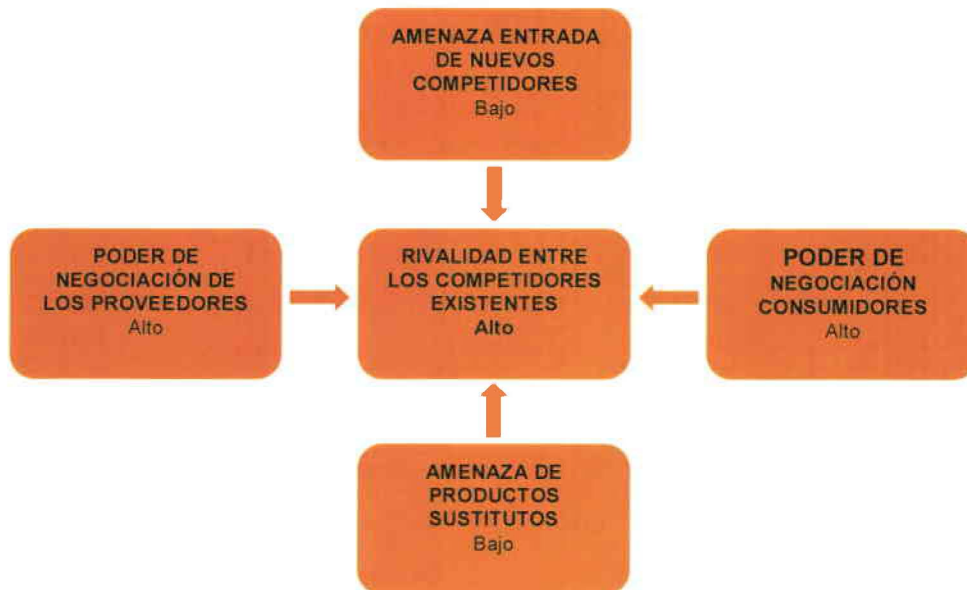 AMENAZA ENTRADA
DE NUEVOS
COMPETIDORES
Bajo
PODER DE
NEGOCIACIÓN DE
LOS PROVEEDORES
Alto
RIVALIDAD ENTRE
LOS COMPETIDORES
EXISTENTES
Alto
PODER DE
NEGOCIACIÓN
CONSUMIDORES
Alto
AMENAZA DE
PRODUCTOS
SUSTITUTOS
Bajo